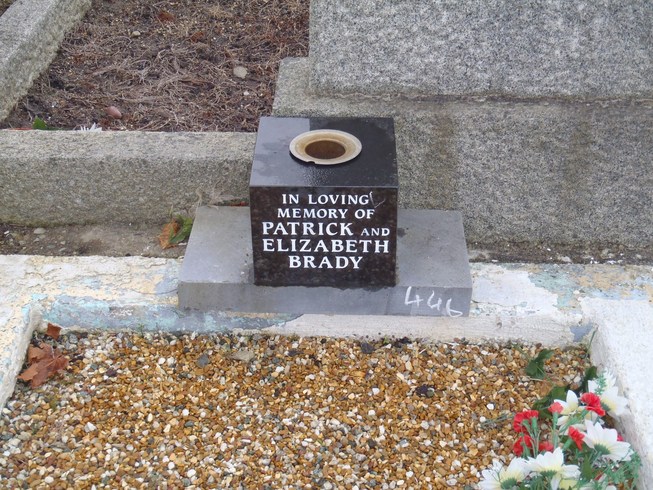 IN LOVING
MEMORY OF
PATRICK AND
ELIZABETH
BRADY
446